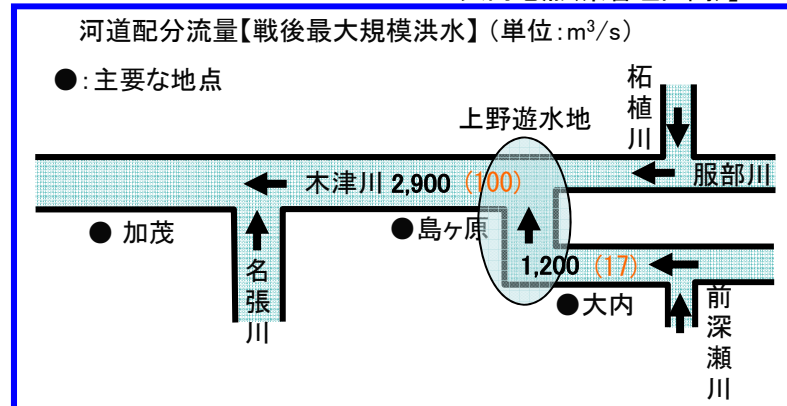 河道配分流量【戦後最大規模洪水】(単位:m³/s)
●:主要な地点
柘植川
上野遊水地
木津川 2,900 (100)
服部川
● 加茂
●島ヶ原
名張川
1,200 (17)
●大内
前深瀬川